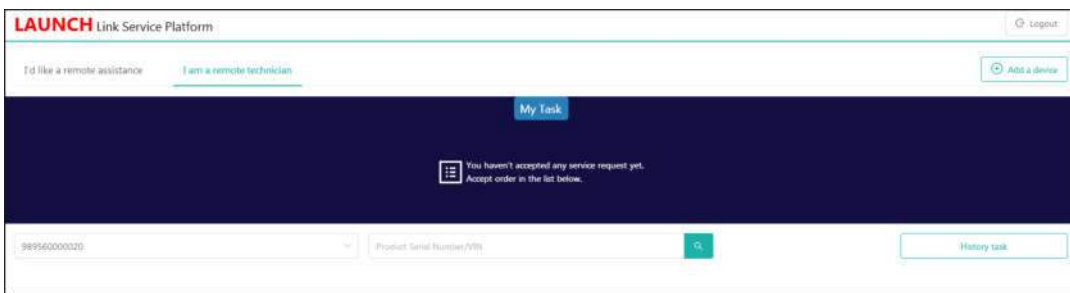 LAUNCH Link Service Platform
Logout
I'd like a remote assistance
I am a remote technician
Add a device
My Task
You haven't accepted any service request yet.
Accept order in the list below.
989560000020
Product Serial Number/VIN
History task